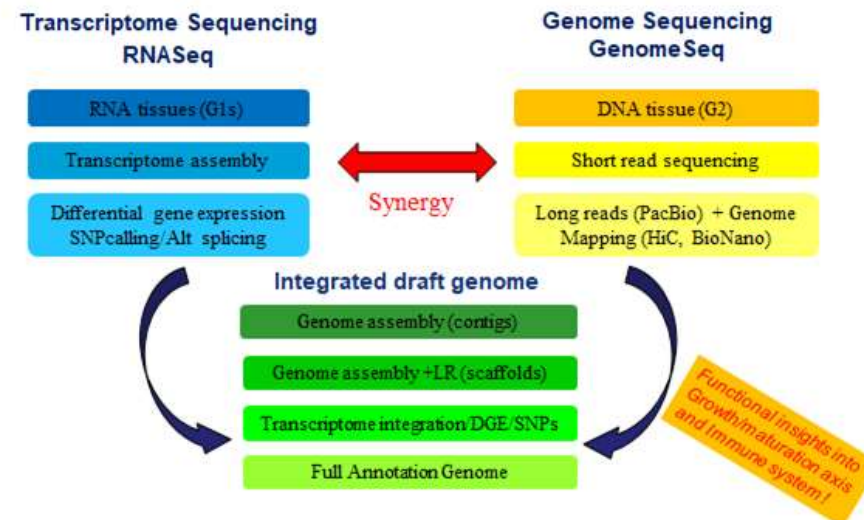 Transcriptome Sequencing
RNASeq
RNA tissues (G1s)
Transcriptome assembly
Differential gene expression
SNPcalling/Alt splicing
Genome Sequencing
GenomeSeq
DNA tissue (G2)
Short read sequencing
Long reads (PacBio) + Genome
Mapping (HiC, BioNano)
Synergy
Integrated draft genome
Genome assembly (contigs)
Genome assembly +LR (scaffolds)
Transcriptome integration/DGE/SNPs
Full Annotation Genome
Functional insights into
Growth/maturation axis
and Immune system !